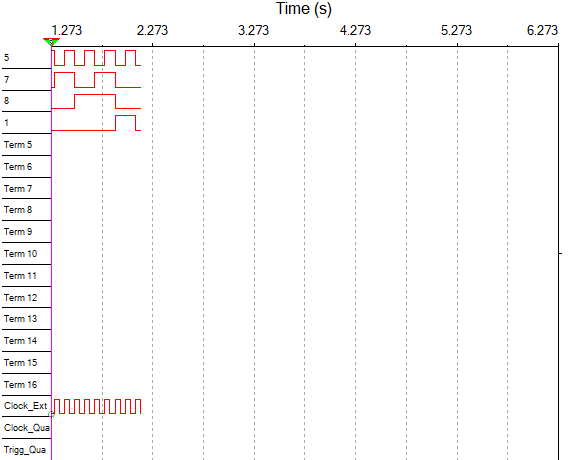 Time (s)
1.273 2.273 3.273 4.273 5.273 6.273
5
7
8
1
Term 5
Term 6
Term 7
Term 8
Term 9
Term 10
Term 11
Term 12
Term 13
Term 14
Term 15
Term 16
Clock_Ext
Clock_Qua
Trigg_Qua